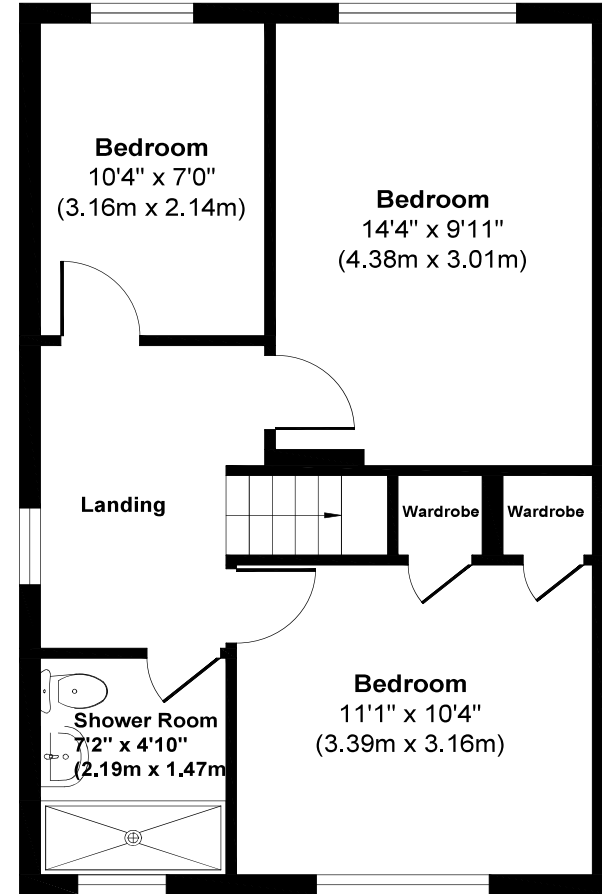 Bedroom
10'4" x 7'0"
(3.16m x 2.14m)
Bedroom
14'4" x 9'11"
(4.38m x 3.01m)
Landing
Wardrobe
Wardrobe
Bedroom
11'1" x 10'4"
(3.39m x 3.16m)
Shower Room
7'2" x 4'10"
(2.19m x 1.47m